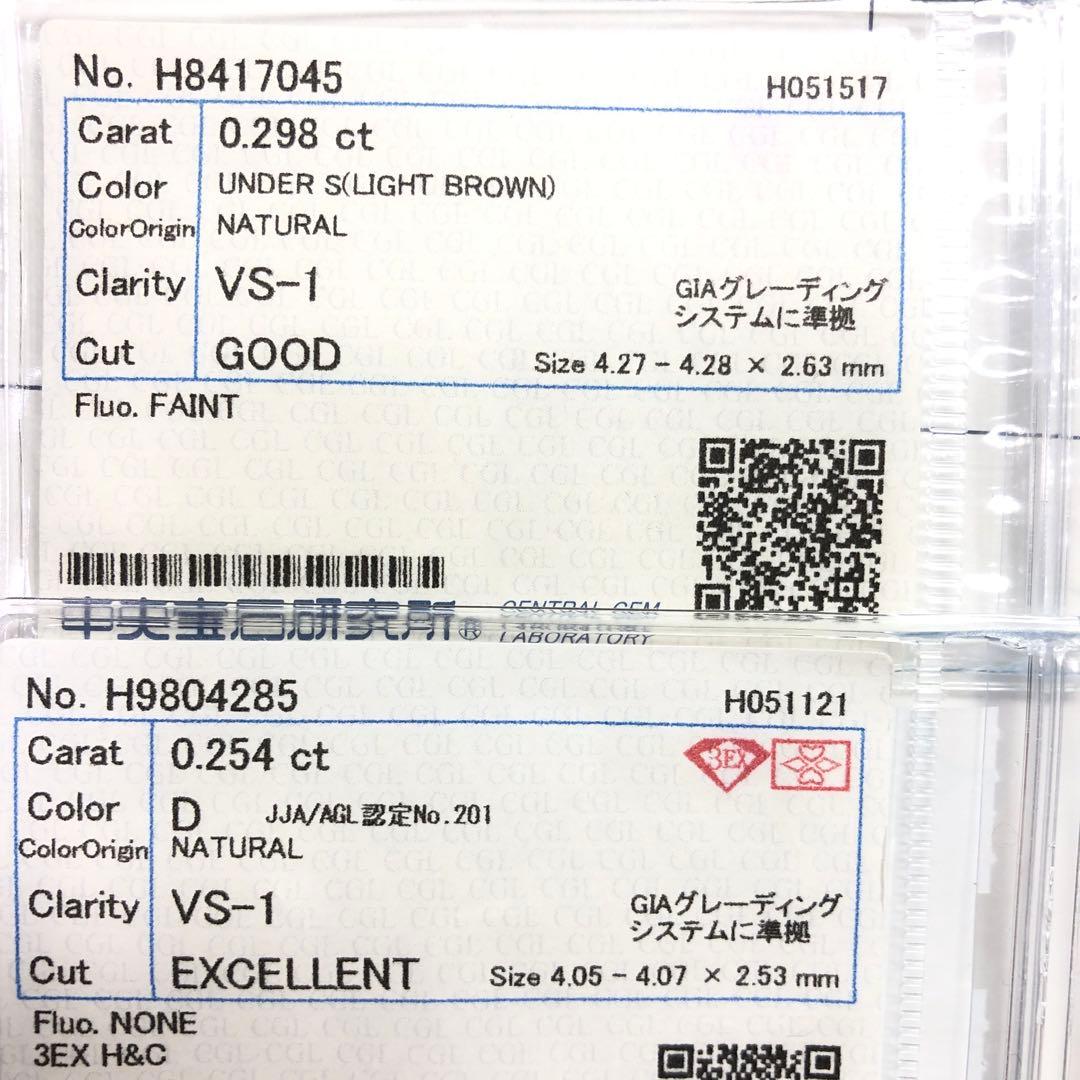 No. H8417045
H051517
Carat 0.298 ct
Color UNDER S(LIGHT BROWN)
ColorOrigin NATURAL
Clarity VS-1
GIAグレーディング
システムに準拠
Cut GOOD Size 4.27 - 4.28 × 2.63 mm
Fluo. FAINT
中央宝石研究所® CENTRAL GEM
LABORATORY
No. H9804285
H051121
Carat 0.254 ct
3EX
Color D JJA/AGL認定No.201
ColorOrigin NATURAL
Clarity VS-1
GIAグレーディング
システムに準拠
Cut EXCELLENT Size 4.05 - 4.07 × 2.53 mm
Fluo. NONE
3EX H&C